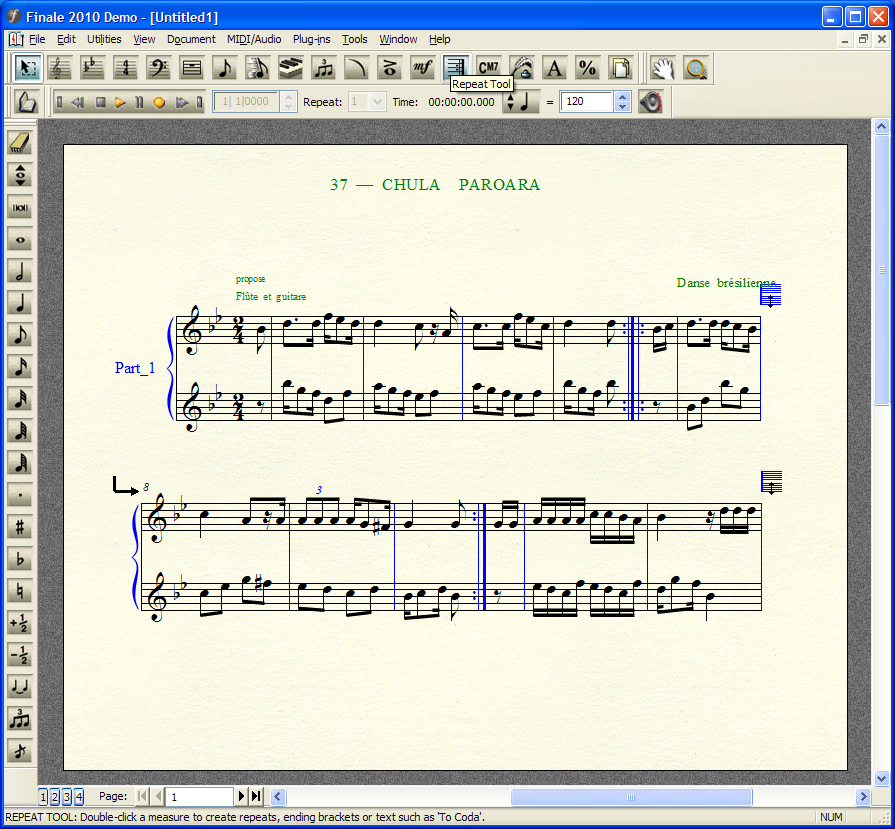 Finale 2010 Demo - [Untitled1]
File Edit Utilities View Document MIDI/Audio Plug-ins Tools Window Help
mf CM7 A %
Repeat Tool
1| 1|0000 Repeat: 1 Time: 00:00:00.000 = 120
37 — CHULA PAROARA
propose
Flûte et guitare
Danse brésilienne
2
4
Part_1
2
4
8
3
+½
-½
3
1 2 3 4 Page: 1
REPEAT TOOL: Double-click a measure to create repeats, ending brackets or text such as 'To Coda'. NUM